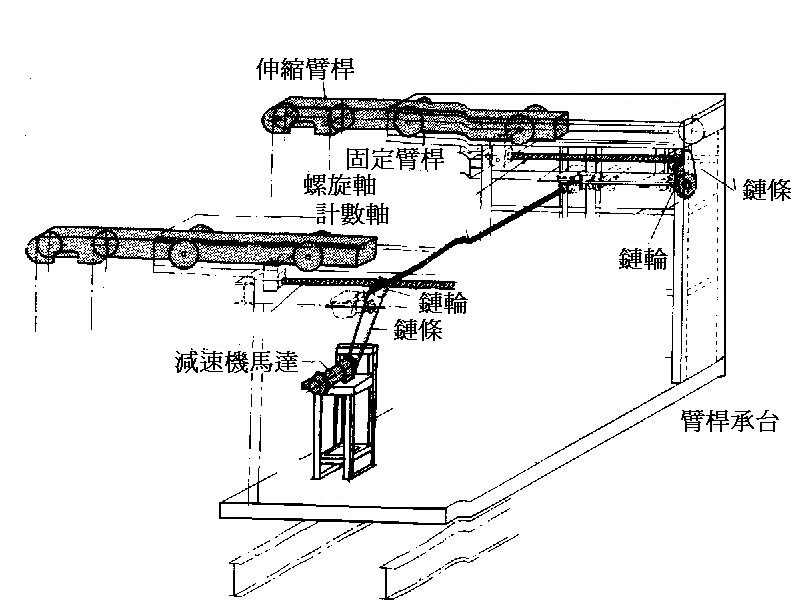 伸縮臂桿
固定臂桿
螺旋軸
計數軸
鏈條
鏈輪
鏈輪
鏈條
減速機馬達
臂桿承台